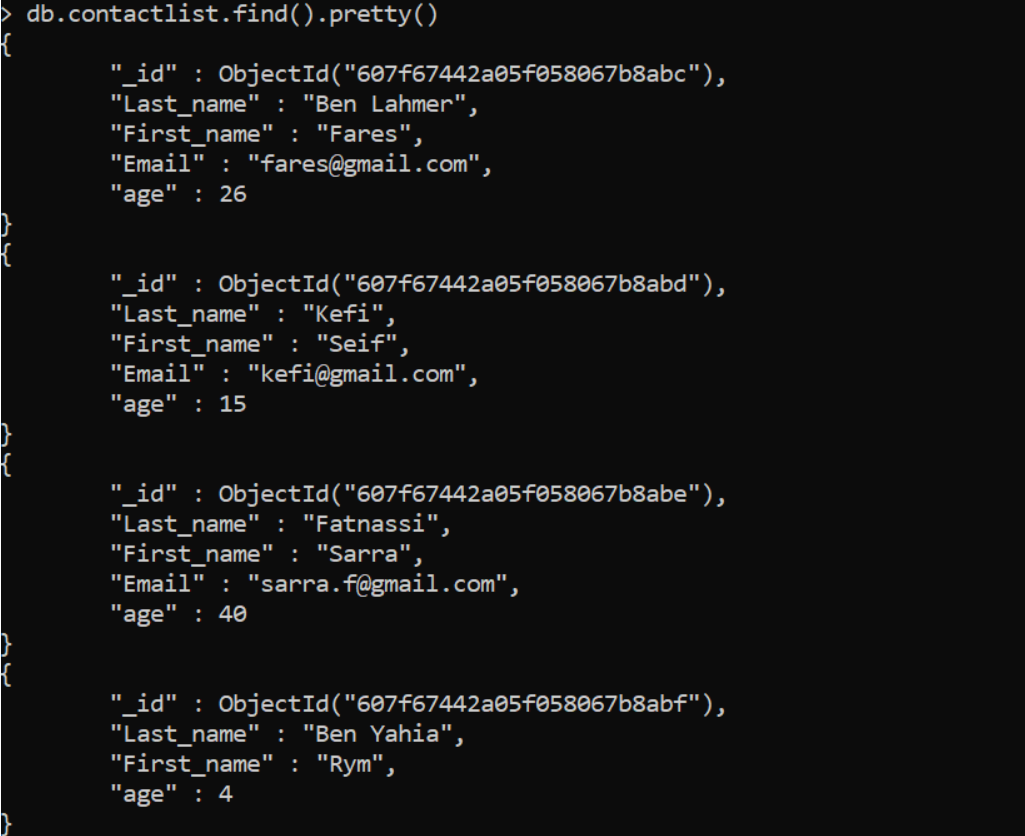 > db.contactlist.find().pretty()
{
        "_id" : ObjectId("607f67442a05f058067b8abc"),
        "Last_name" : "Ben Lahmer",
        "First_name" : "Fares",
        "Email" : "fares@gmail.com",
        "age" : 26
}
{
        "_id" : ObjectId("607f67442a05f058067b8abd"),
        "Last_name" : "Kefi",
        "First_name" : "Seif",
        "Email" : "kefi@gmail.com",
        "age" : 15
}
{
        "_id" : ObjectId("607f67442a05f058067b8abe"),
        "Last_name" : "Fatnassi",
        "First_name" : "Sarra",
        "Email" : "sarra.f@gmail.com",
        "age" : 40
}
{
        "_id" : ObjectId("607f67442a05f058067b8abf"),
        "Last_name" : "Ben Yahia",
        "First_name" : "Rym",
        "age" : 4
}